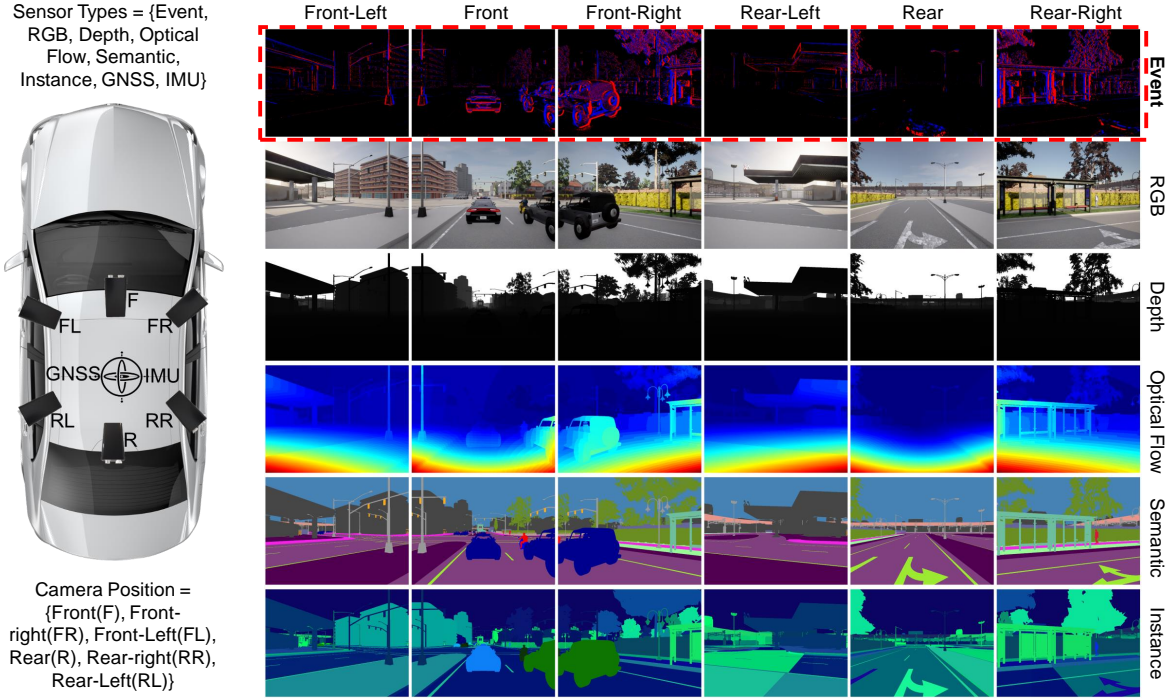 Sensor Types = {Event,
RGB, Depth, Optical
Flow, Semantic,
Instance, GNSS, IMU}
Front-Left Front Front-Right Rear-Left Rear Rear-Right
Event
RGB
Depth
Optical Flow
Semantic
Instance
F
FL FR
GNSS IMU
RL RR
R
Camera Position =
{Front(F), Front-
right(FR), Front-Left(FL),
Rear(R), Rear-right(RR),
Rear-Left(RL)}